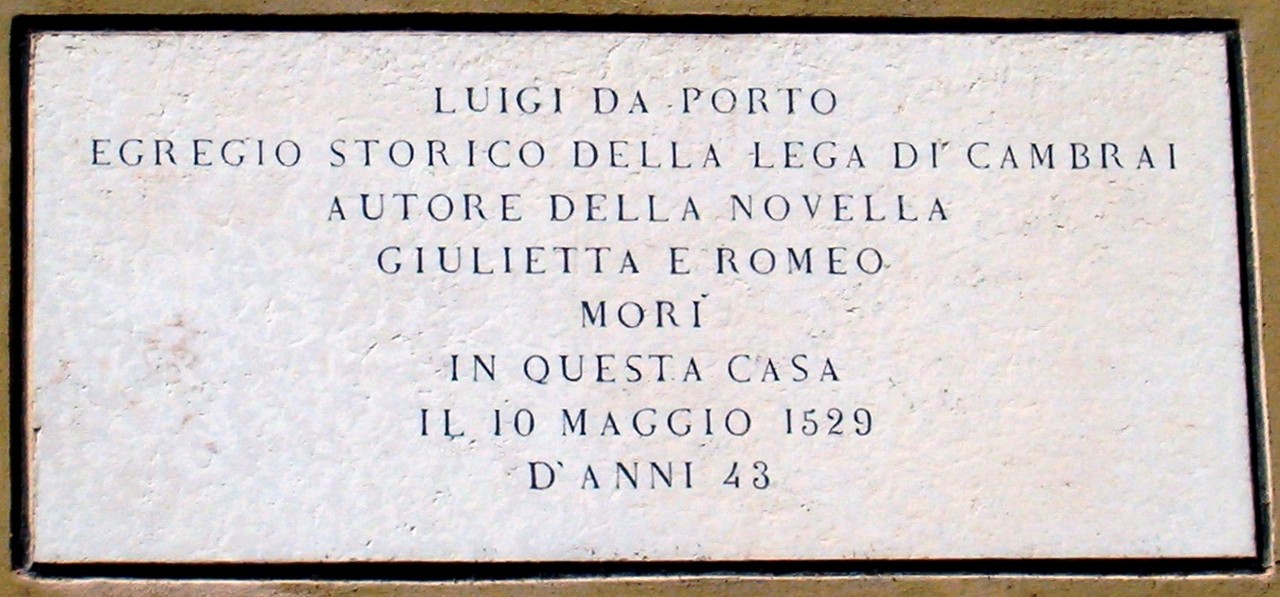 LUIGI DA PORTO
EGREGIO STORICO DELLA LEGA DI CAMBRAI
AUTORE DELLA NOVELLA
GIULIETTA E ROMEO
MORÌ
IN QUESTA CASA
IL 10 MAGGIO 1529
D'ANNI 43